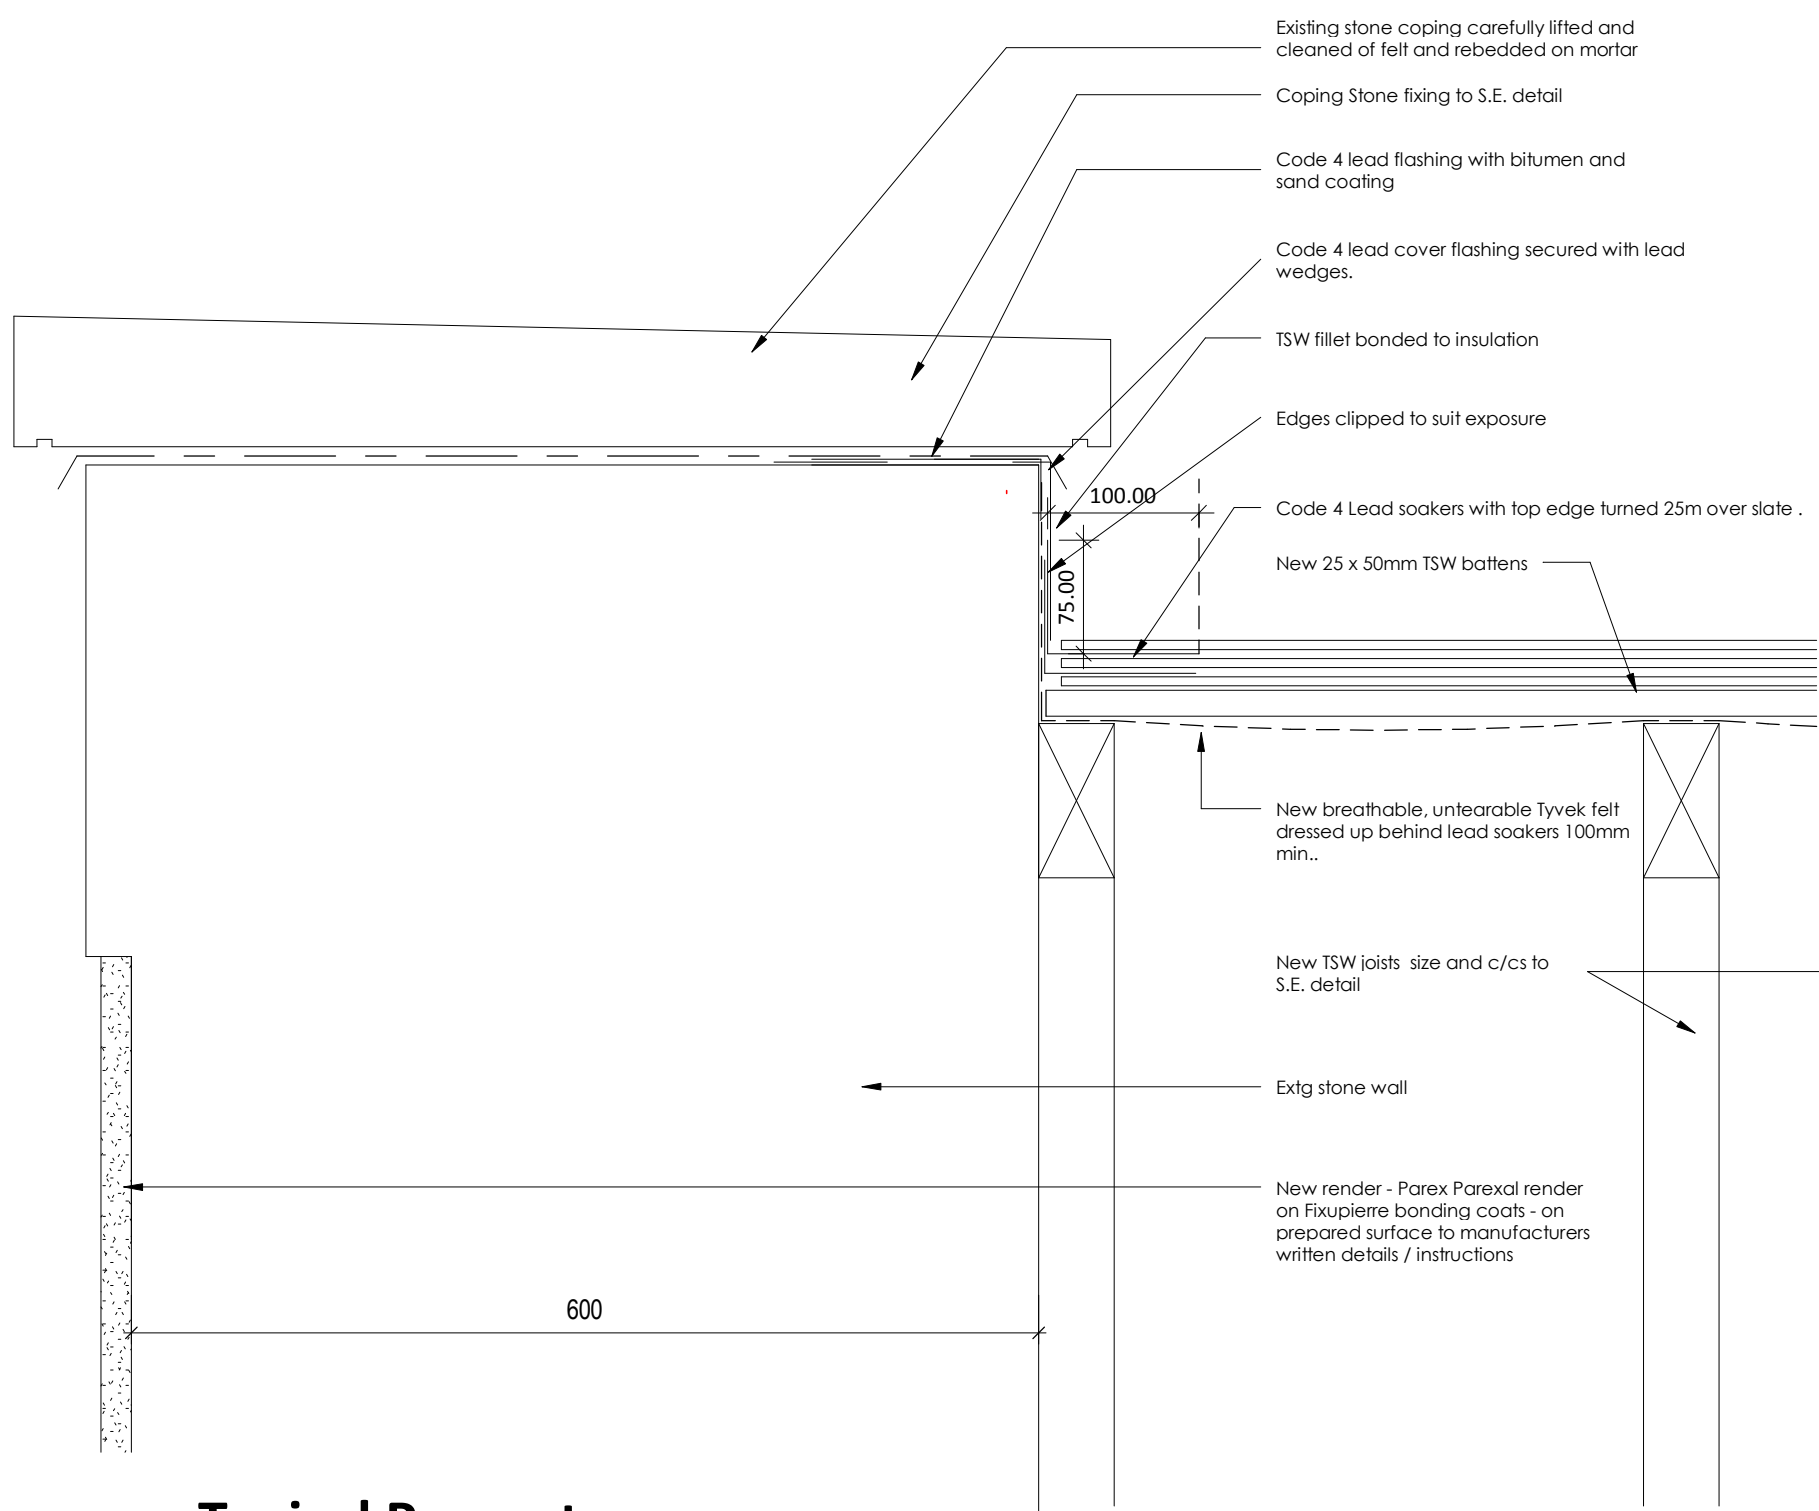 Existing stone coping carefully lifted and
cleaned of felt and rebedded on mortar
Coping Stone fixing to S.E. detail
Code 4 lead flashing with bitumen and
sand coating
Code 4 lead cover flashing secured with lead
wedges.
TSW fillet bonded to insulation
Edges clipped to suit exposure
100.00
Code 4 Lead soakers with top edge turned 25m over slate .
New 25 x 50mm TSW battens
75.00
New breathable, untearable Tyvek felt
dressed up behind lead soakers 100mm
min..
New TSW joists size and c/cs to
S.E. detail
Extg stone wall
New render - Parex Parexal render
on Fixupierre bonding coats - on
prepared surface to manufacturers
written details / instructions
600